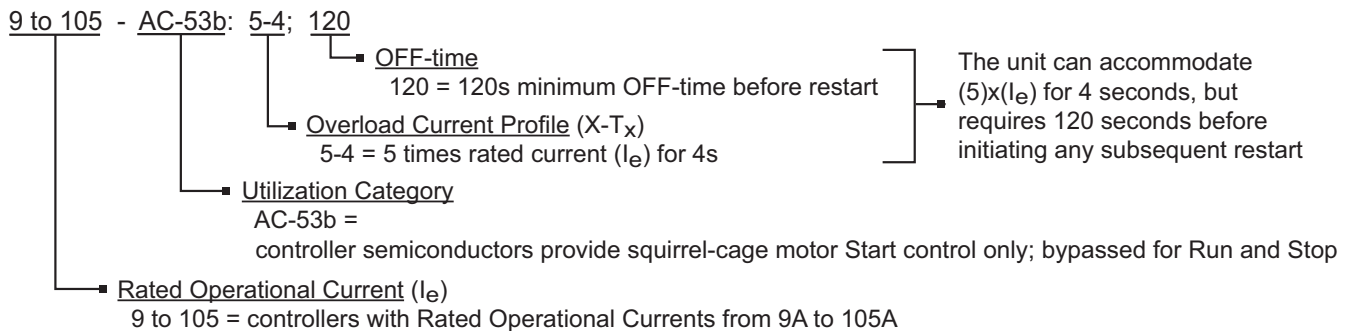 9 to 105 - AC-53b: 5-4; 120
OFF-time
120 = 120s minimum OFF-time before restart
The unit can accommodate
(5)x(Ie) for 4 seconds, but
requires 120 seconds before
initiating any subsequent restart
Overload Current Profile (X-Tx)
5-4 = 5 times rated current (Ie) for 4s
Utilization Category
AC-53b =
controller semiconductors provide squirrel-cage motor Start control only; bypassed for Run and Stop
Rated Operational Current (Ie)
9 to 105 = controllers with Rated Operational Currents from 9A to 105A